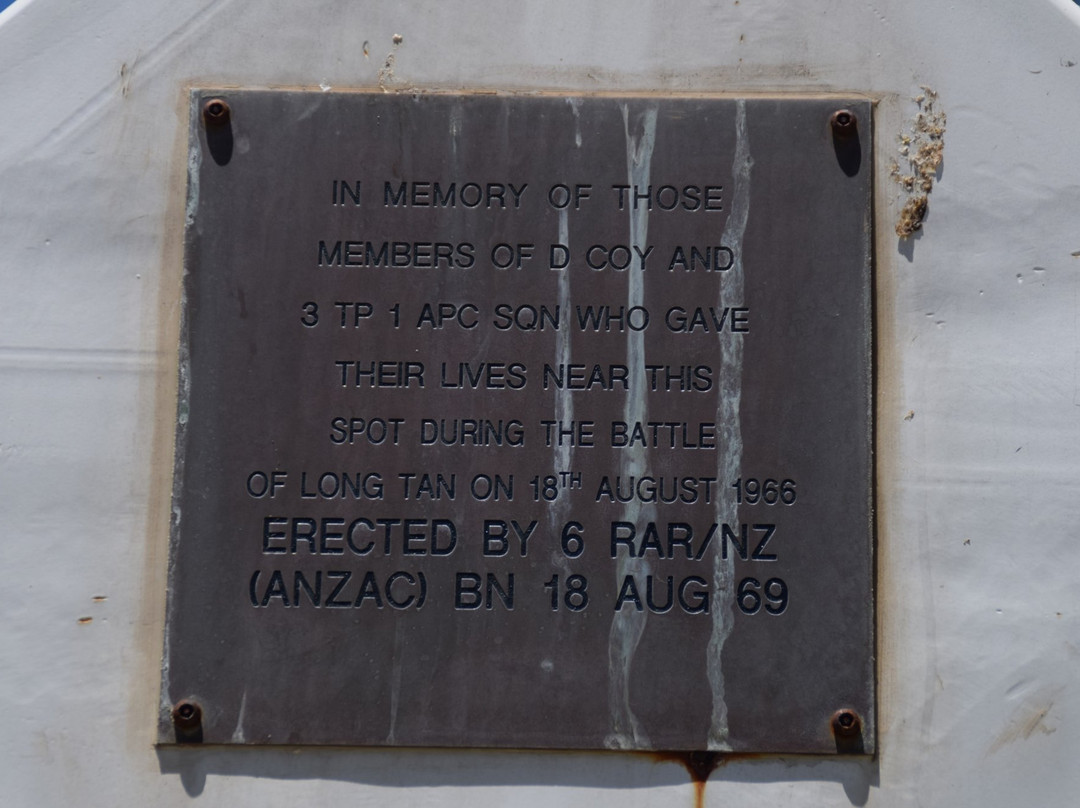 IN MEMORY OF THOSE
MEMBERS OF D COY AND
3 TP 1 APC SQN WHO GAVE
THEIR LIVES NEAR THIS
SPOT DURING THE BATTLE
OF LONG TAN ON 18TH AUGUST 1966
ERECTED BY 6 RAR/NZ
(ANZAC) BN 18 AUG 69